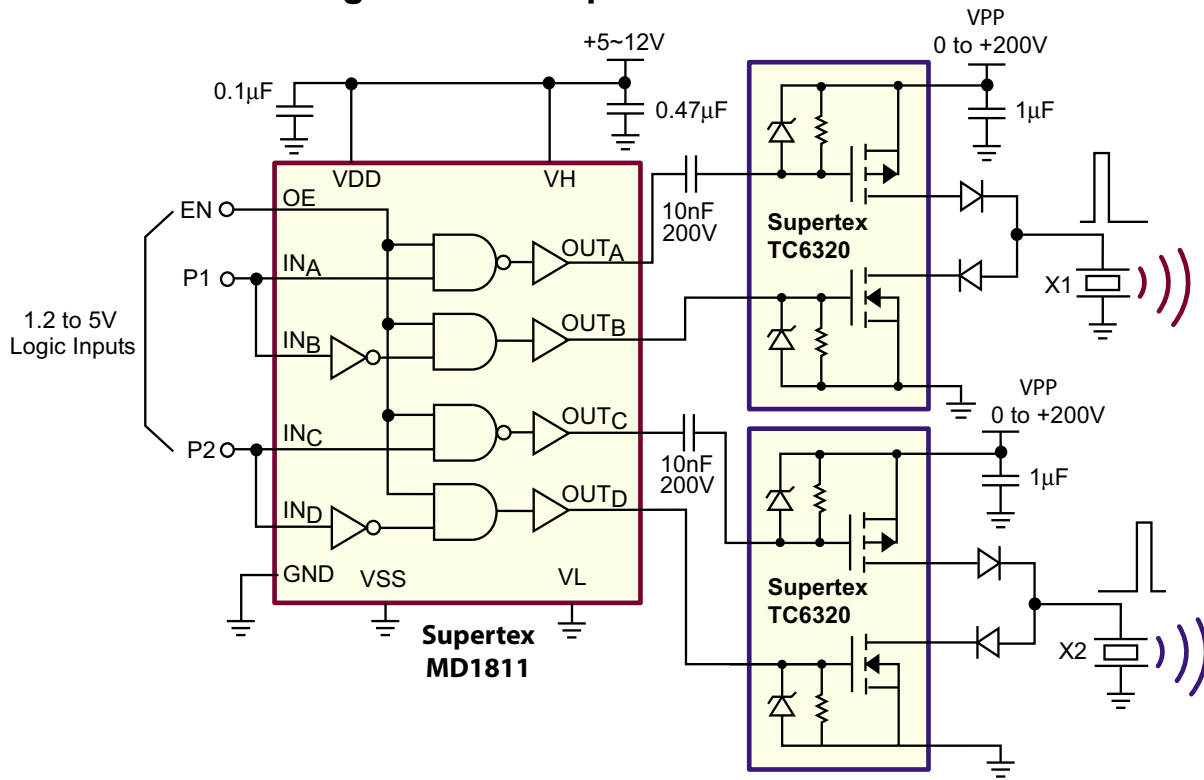 +5~12V
VPP
0 to +200V
0.1μF
0.47μF
1μF
VDD
VH
EN
OE
P1
INA
OUTA
10nF
200V
Supertex
TC6320
X1
1.2 to 5V
Logic Inputs
INB
OUTB
VPP
0 to +200V
P2
INC
OUTC
10nF
200V
1μF
IND
OUTD
GND
VSS
VL
Supertex
TC6320
Supertex
MD1811
X2